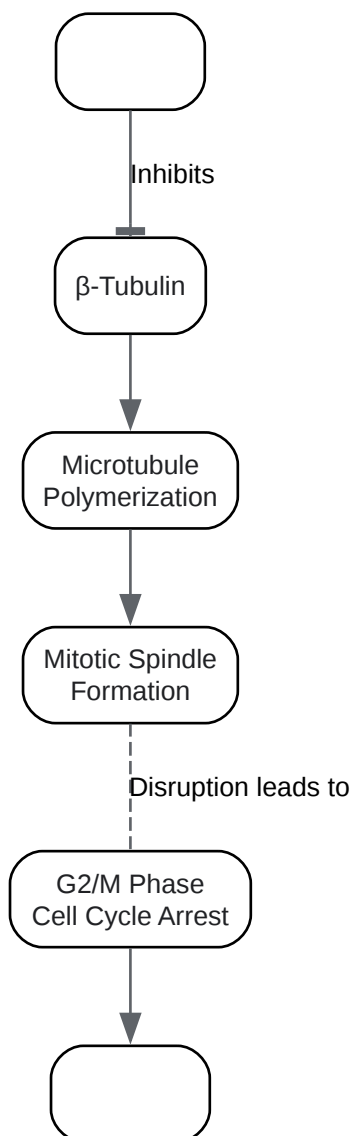 Inhibits
β-Tubulin
Microtubule
Polymerization
Mitotic Spindle
Formation
Disruption leads to
G2/M Phase
Cell Cycle Arrest